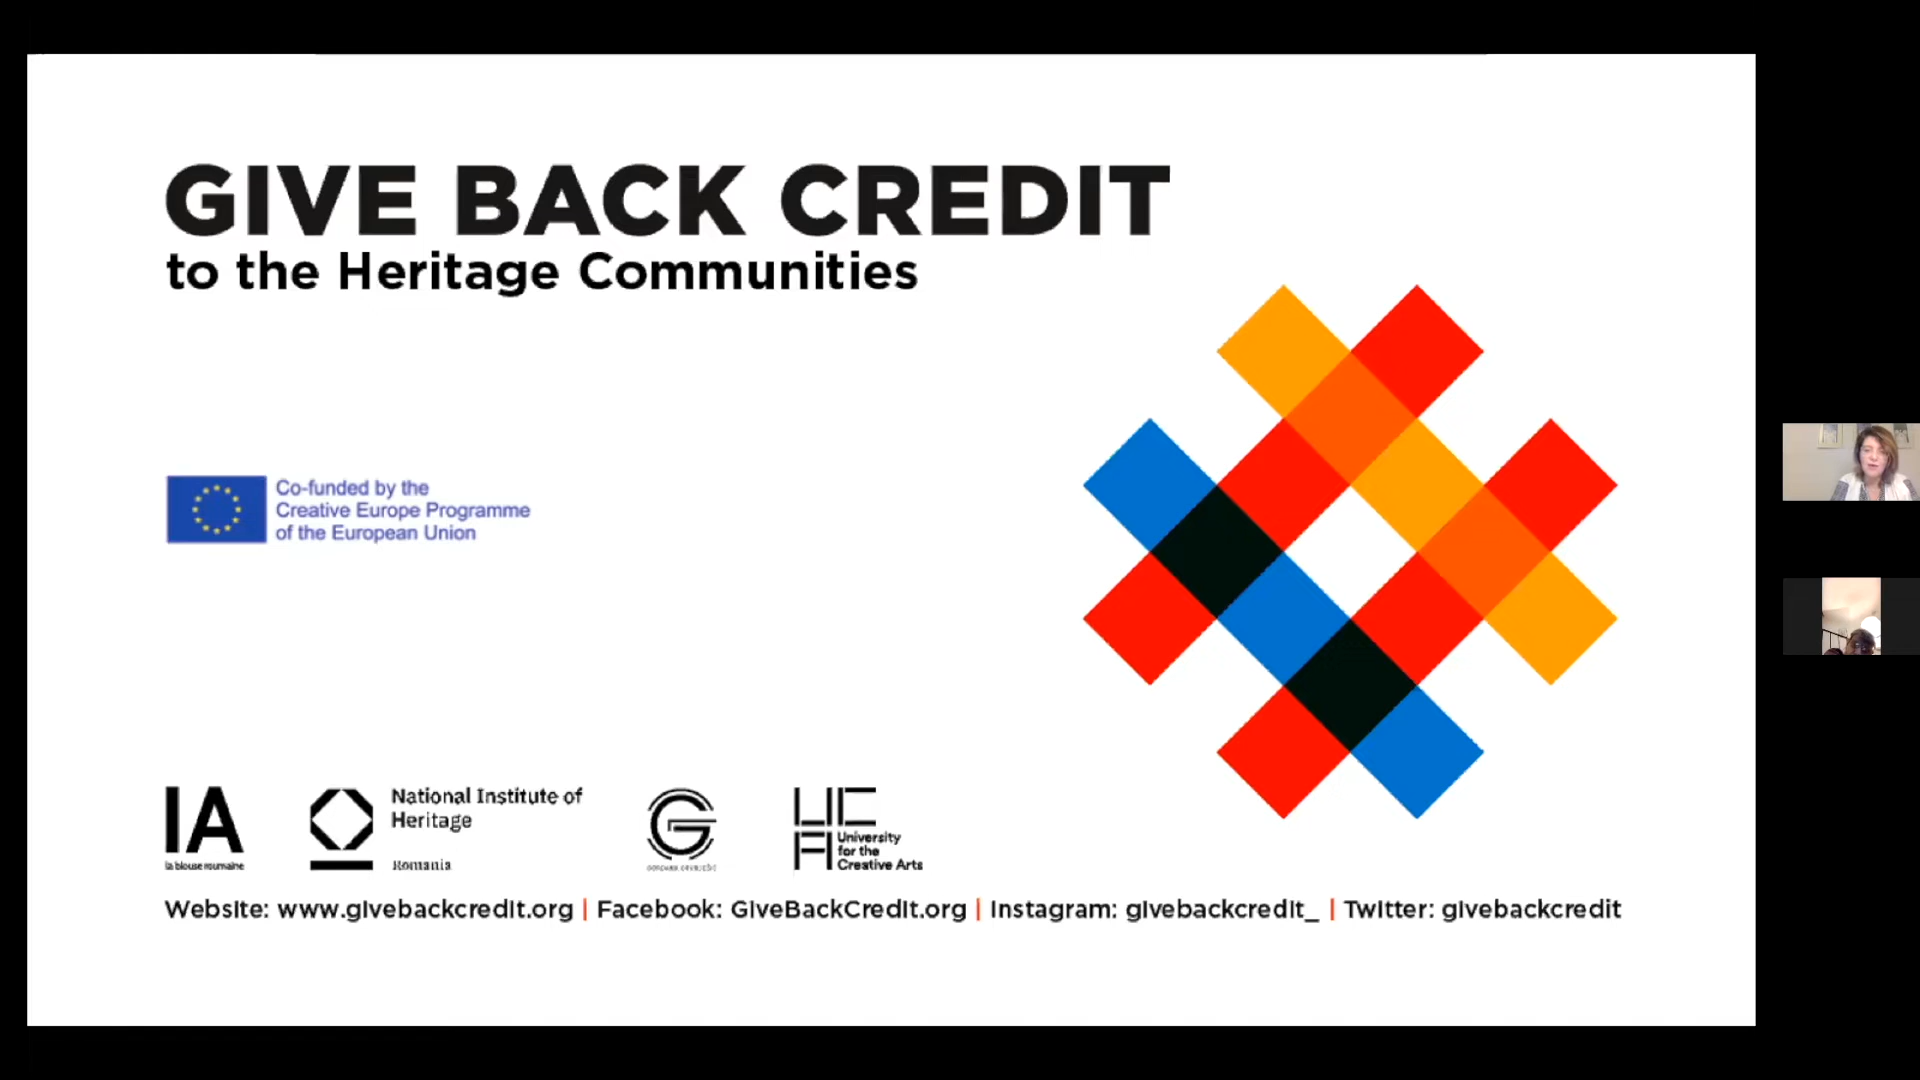 GIVE BACK CREDIT
to the Heritage Communities
Co-funded by the
Creative Europe Programme
of the European Union
IA
la blouse roumaine
National Institute of
Heritage
Romania
G
UCA
University
for the
Creative Arts
Website: www.givebackcredit.org | Facebook: GiveBackCredit.org | Instagram: givebackcredit_ | Twitter: givebackcredit